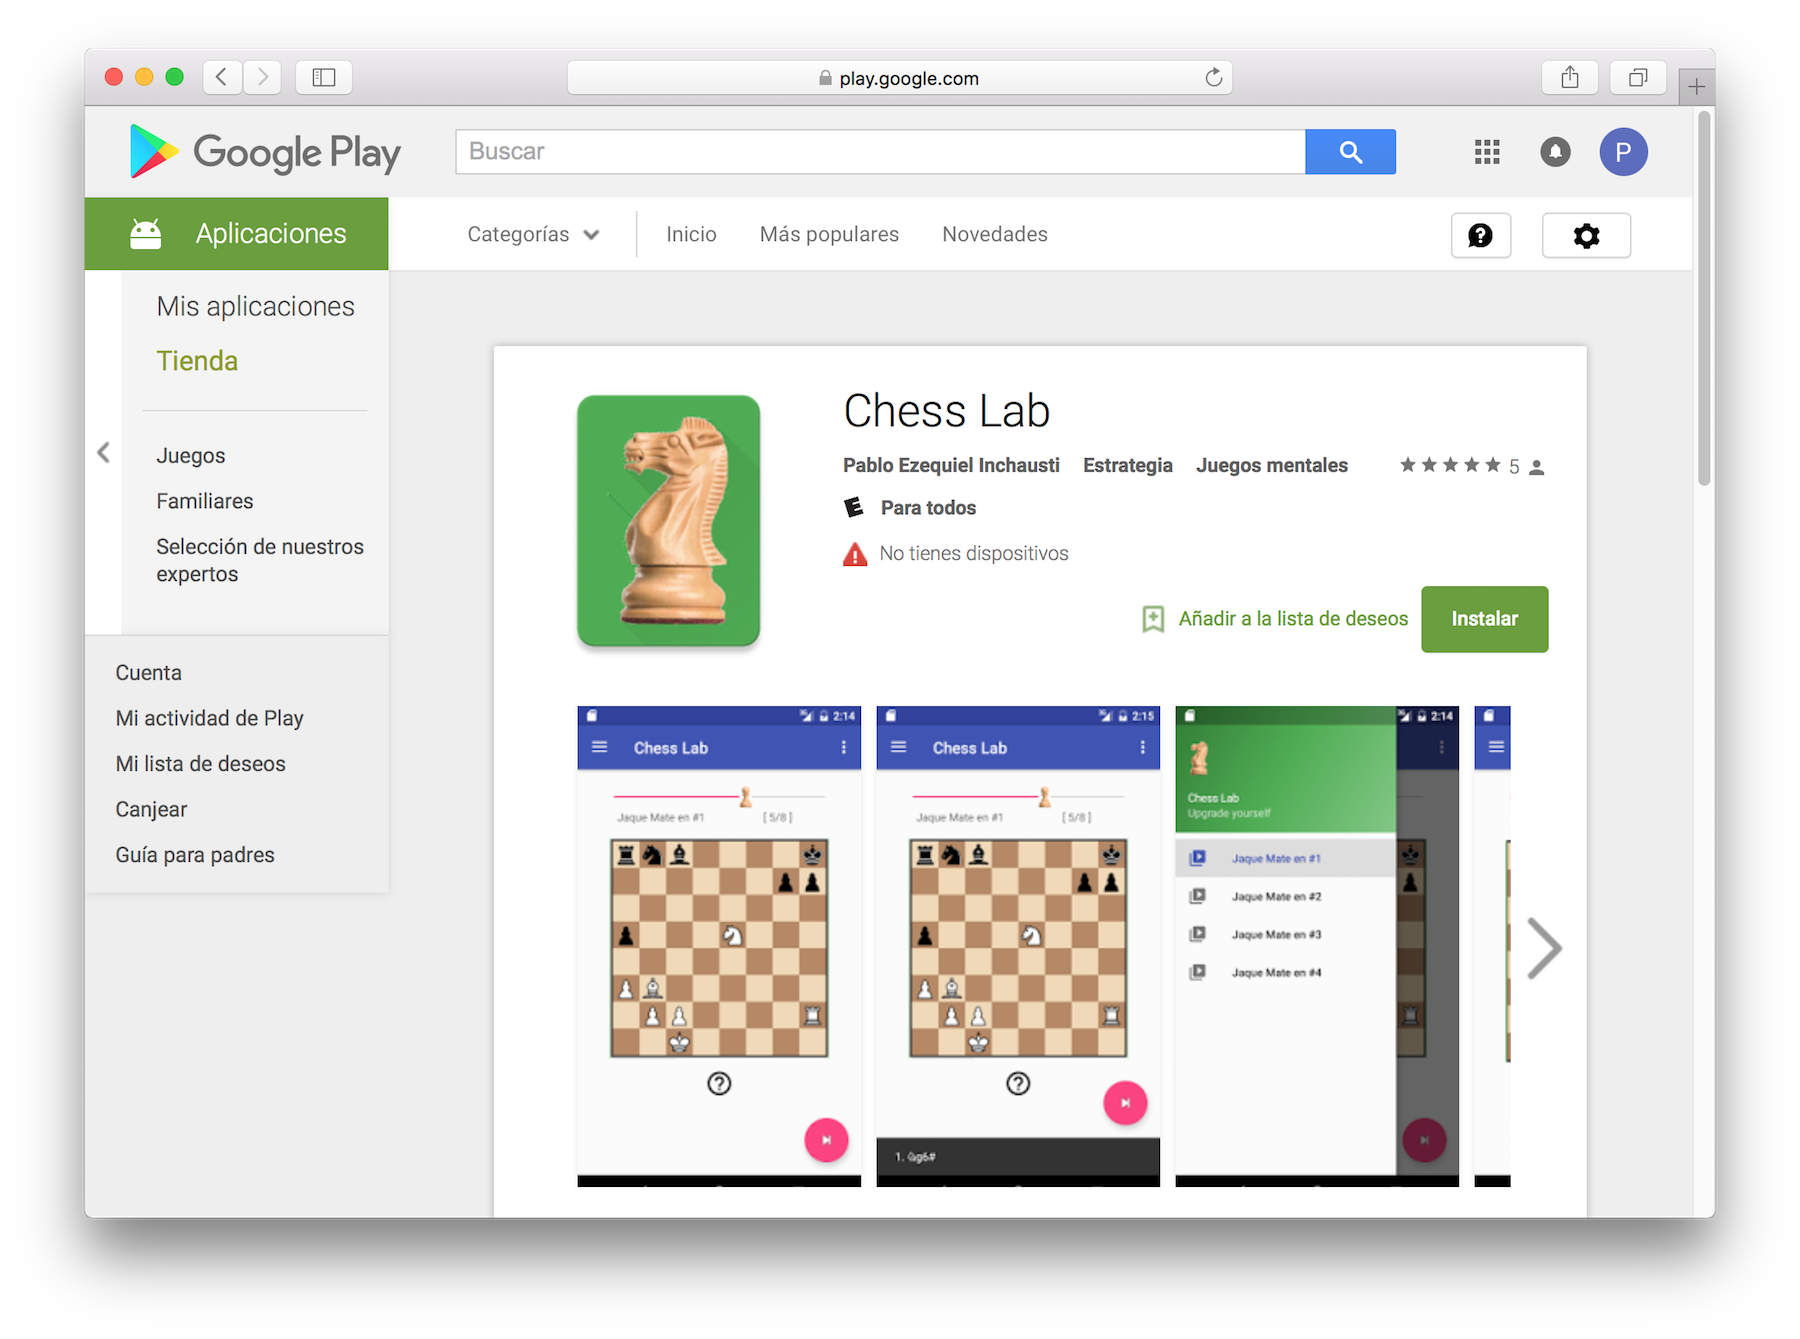 play.google.com
Google Play
Buscar
P
Aplicaciones
Categorías
Inicio
Más populares
Novedades
Mis aplicaciones
Tienda
Juegos
Familiares
Selección de nuestros
expertos
Cuenta
Mi actividad de Play
Mi lista de deseos
Canjear
Guía para padres
Chess Lab
Pablo Ezequiel Inchausti Estrategia Juegos mentales 5
E Para todos
No tienes dispositivos
Añadir a la lista de deseos
Instalar
3G 2:14
Chess Lab
Jaque Mate en #1 [ 5/8 ]
3G 2:15
Chess Lab
Jaque Mate en #1 [ 5/8 ]
1. ♘g6#
3G 2:14
Chess Lab
Upgrade yourself
Jaque Mate en #1
Jaque Mate en #2
Jaque Mate en #3
Jaque Mate en #4